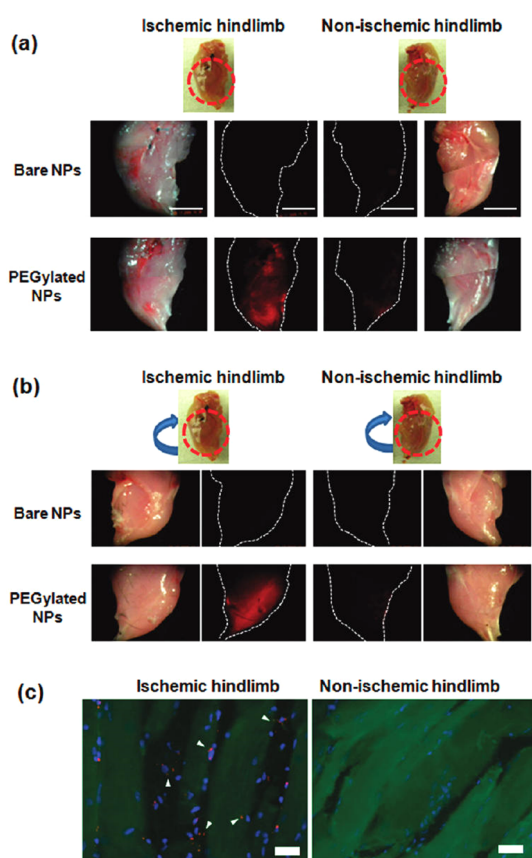 (a)
Ischemic hindlimb Non-ischemic hindlimb
Bare NPs
PEGylated
NPs
(b)
Ischemic hindlimb Non-ischemic hindlimb
Bare NPs
PEGylated
NPs
(c)
Ischemic hindlimb Non-ischemic hindlimb